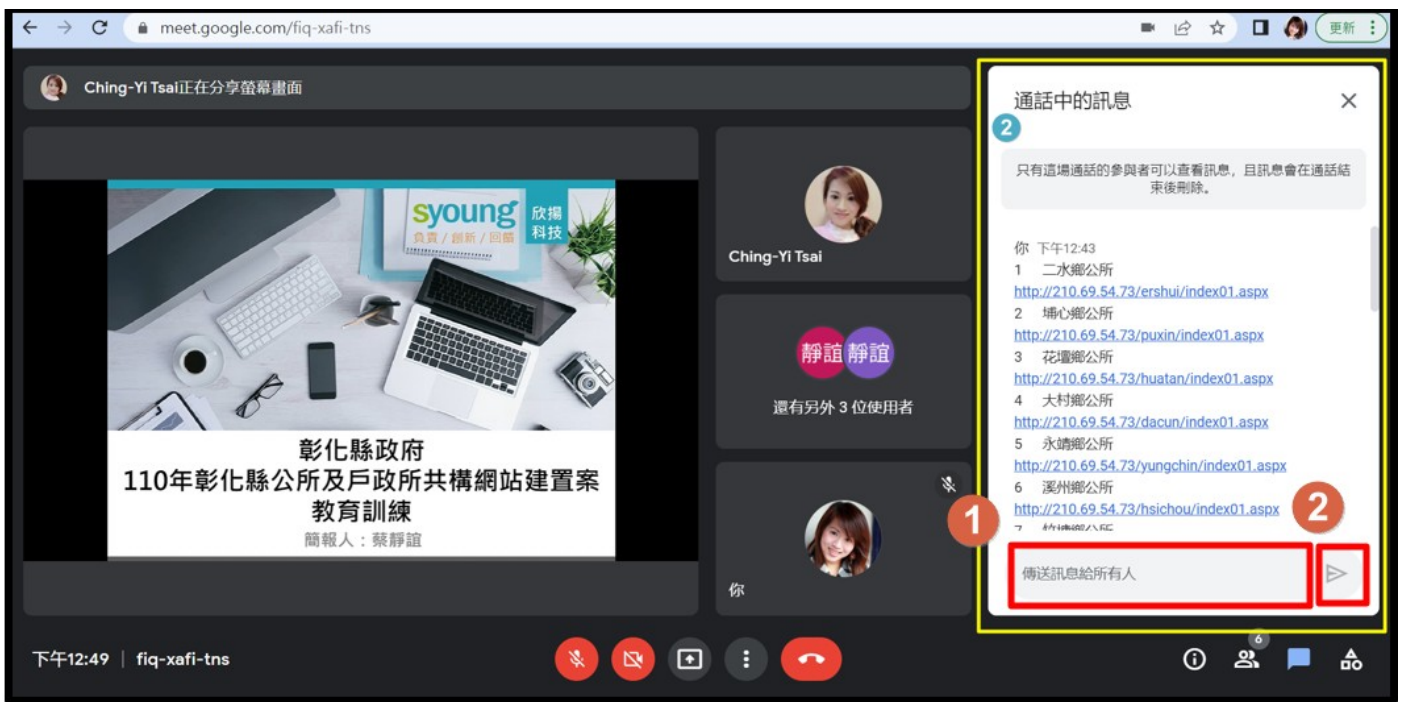 meet.google.com/fiq-xafi-tns
更新
Ching-Yi Tsai正在分享螢幕畫面
syoung 欣揚科技
負責 / 創新 / 回饋
彰化縣政府
110年彰化縣公所及戶政所共構網站建置案
教育訓練
簡報人：蔡靜誼
Ching-Yi Tsai
靜誼 靜誼
還有另外 3 位使用者
你
通話中的訊息
2
只有這場通話的參與者可以查看訊息，且訊息會在通話結
束後刪除。
你 下午12:43
1 二水鄉公所
http://210.69.54.73/ershui/index01.aspx
2 埔心鄉公所
http://210.69.54.73/puxin/index01.aspx
3 花壇鄉公所
http://210.69.54.73/huatan/index01.aspx
4 大村鄉公所
http://210.69.54.73/dacun/index01.aspx
5 永靖鄉公所
http://210.69.54.73/yungchin/index01.aspx
6 溪州鄉公所
http://210.69.54.73/hsichou/index01.aspx
7 竹塘鄉公所
1
2
傳送訊息給所有人
下午12:49 | fiq-xafi-tns
6